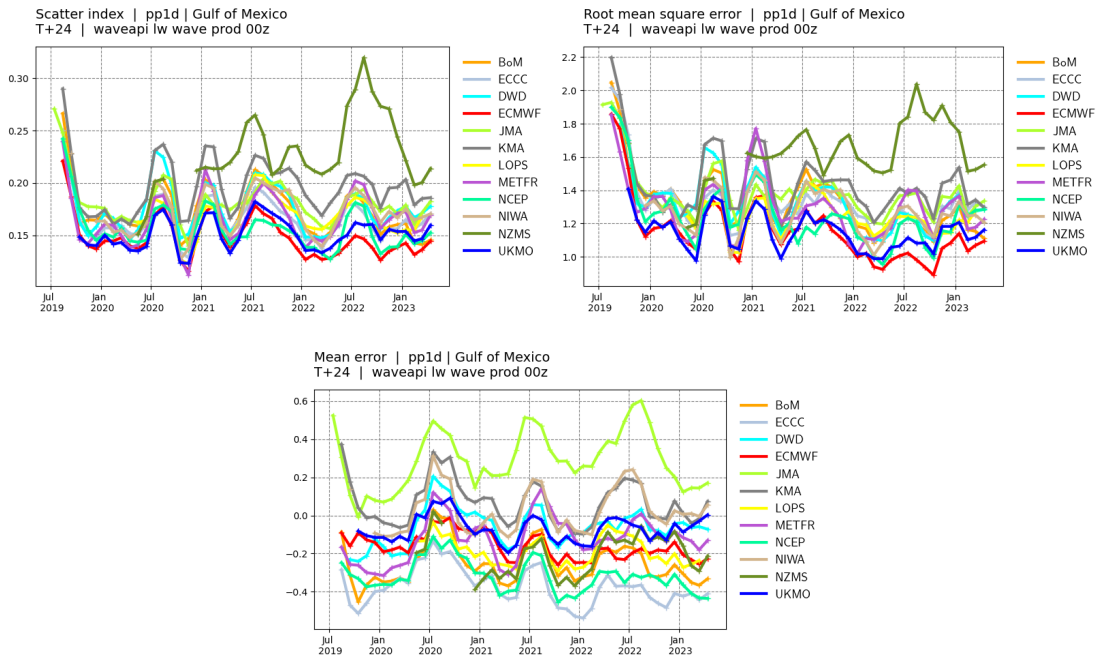 Scatter index | pp1d | Gulf of Mexico
T+24 | waveapi lw wave prod 00z
0.30
0.25
0.20
0.15
Jul 2019
Jan 2020
Jul 2020
Jan 2021
Jul 2021
Jan 2022
Jul 2022
Jan 2023
BoM
ECCC
DWD
ECMWF
JMA
KMA
LOPS
METFR
NCEP
NIWA
NZMS
UKMO
Root mean square error | pp1d | Gulf of Mexico
T+24 | waveapi lw wave prod 00z
2.2
2.0
1.8
1.6
1.4
1.2
1.0
Jul 2019
Jan 2020
Jul 2020
Jan 2021
Jul 2021
Jan 2022
Jul 2022
Jan 2023
BoM
ECCC
DWD
ECMWF
JMA
KMA
LOPS
METFR
NCEP
NIWA
NZMS
UKMO
Mean error | pp1d | Gulf of Mexico
T+24 | waveapi lw wave prod 00z
0.6
0.4
0.2
0.0
−0.2
−0.4
Jul 2019
Jan 2020
Jul 2020
Jan 2021
Jul 2021
Jan 2022
Jul 2022
Jan 2023
BoM
ECCC
DWD
ECMWF
JMA
KMA
LOPS
METFR
NCEP
NIWA
NZMS
UKMO